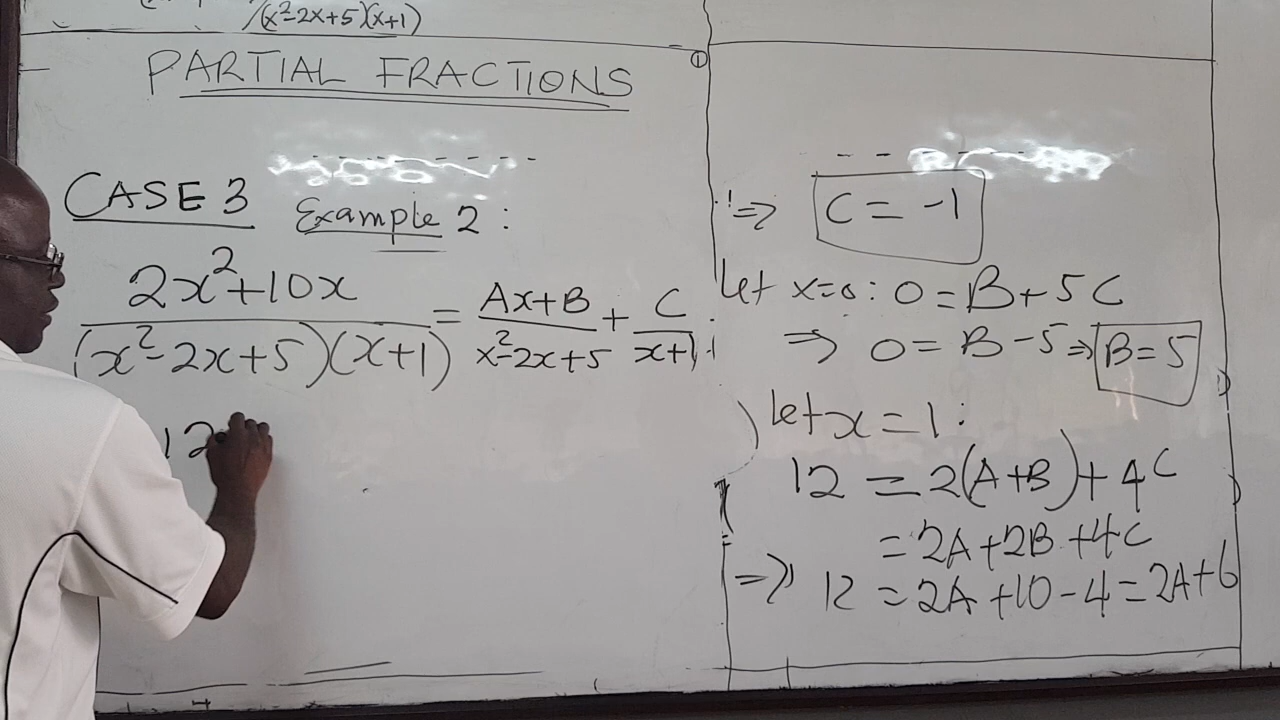 /(x²-2x+5)(x+1)
PARTIAL FRACTIONS
CASE 3 Example 2:
2x²+10x/(x²-2x+5)(x+1) = Ax+B/x²-2x+5 + C/x+1
12
①
⇒ C = -1
let x=0: 0 = B+5C
⇒ 0 = B-5 ⇒ B=5
let x = 1:
12 = 2(A+B)+4C
= 2A+2B+4C
⇒ 12 = 2A+10-4 = 2A+6